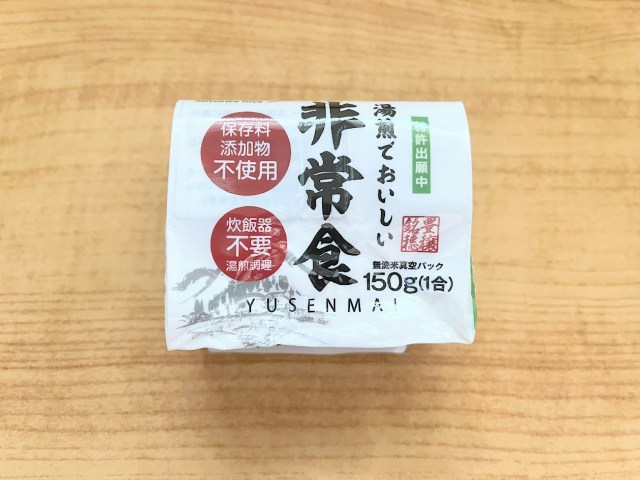 特許出願中
湯煎でおいしい
非常食
保存料
添加物
不使用
炊飯器
不要
湯煎調理
無洗米真空パック
150g(1合)
YUSENMAI